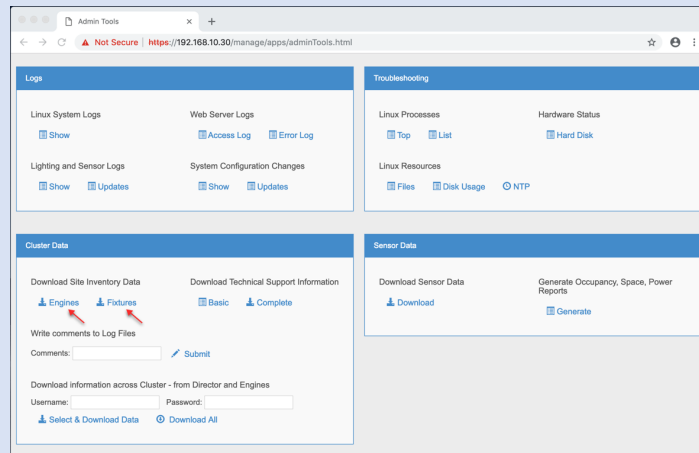 Admin Tools
Not Secure | https://192.168.10.30/manage/apps/adminTools.html
Logs
Linux System Logs
Show
Web Server Logs
Access Log Error Log
Lighting and Sensor Logs
Show Updates
System Configuration Changes
Show Updates
Troubleshooting
Linux Processes
Top List
Hardware Status
Hard Disk
Linux Resources
Files Disk Usage NTP
Cluster Data
Download Site Inventory Data
Engines Fixtures
Download Technical Support Information
Basic Complete
Write comments to Log Files
Comments: Submit
Download information across Cluster - from Director and Engines
Username: Password:
Select & Download Data Download All
Sensor Data
Download Sensor Data
Download
Generate Occupancy, Space, Power
Reports
Generate